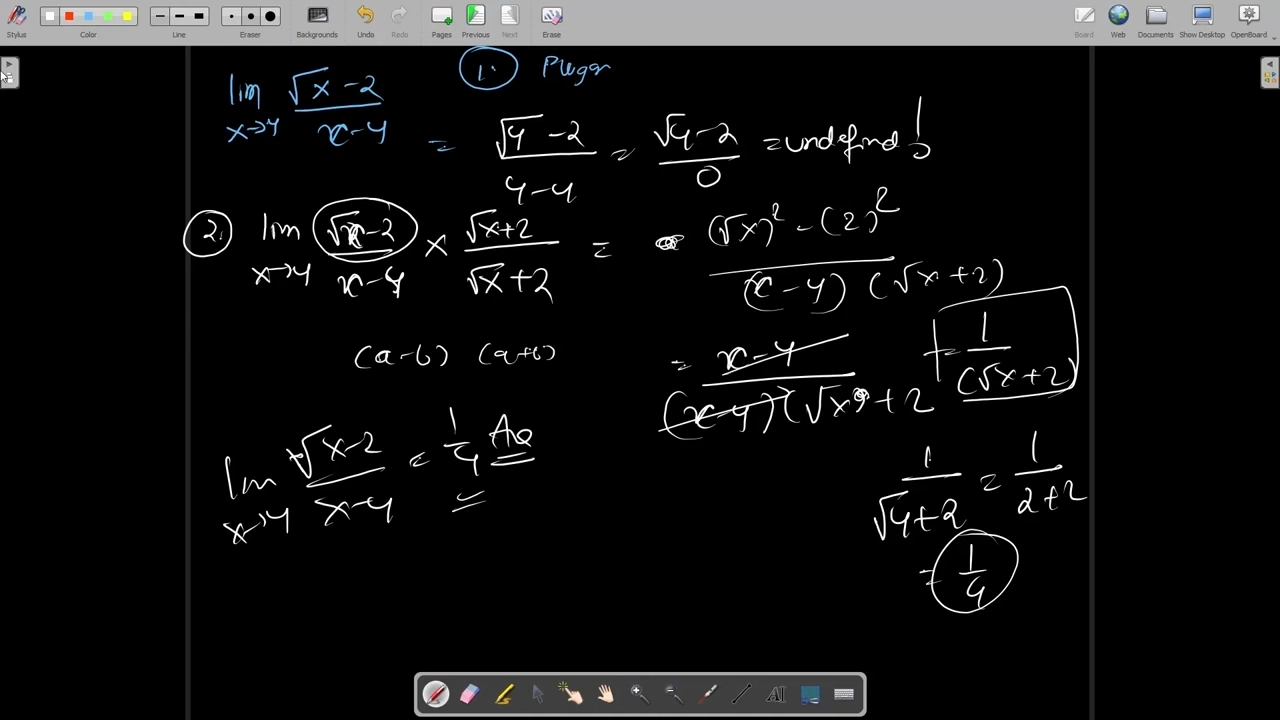 Stylus Color Line Eraser Backgrounds Undo Redo Pages Previous Next Erase Board Web Documents Show Desktop OpenBoard
lim x→4 √x-2 / x-4 1.
= √4-2 / 4-4 = √4-2 / 0 = undefind !
2. lim x→4 √x-2 / x-4 × √x+2 / √x+2 = (√x)² - (2)² / (x-4) (√x+2)
(a-b) (a+b)
= x-4 / (x-4)(√x+2 = 1 / (√x+2)
lim x→4 √x-2 / x-4 = 1/4
1 / √4+2 = 1 / 2+2
= 1/4